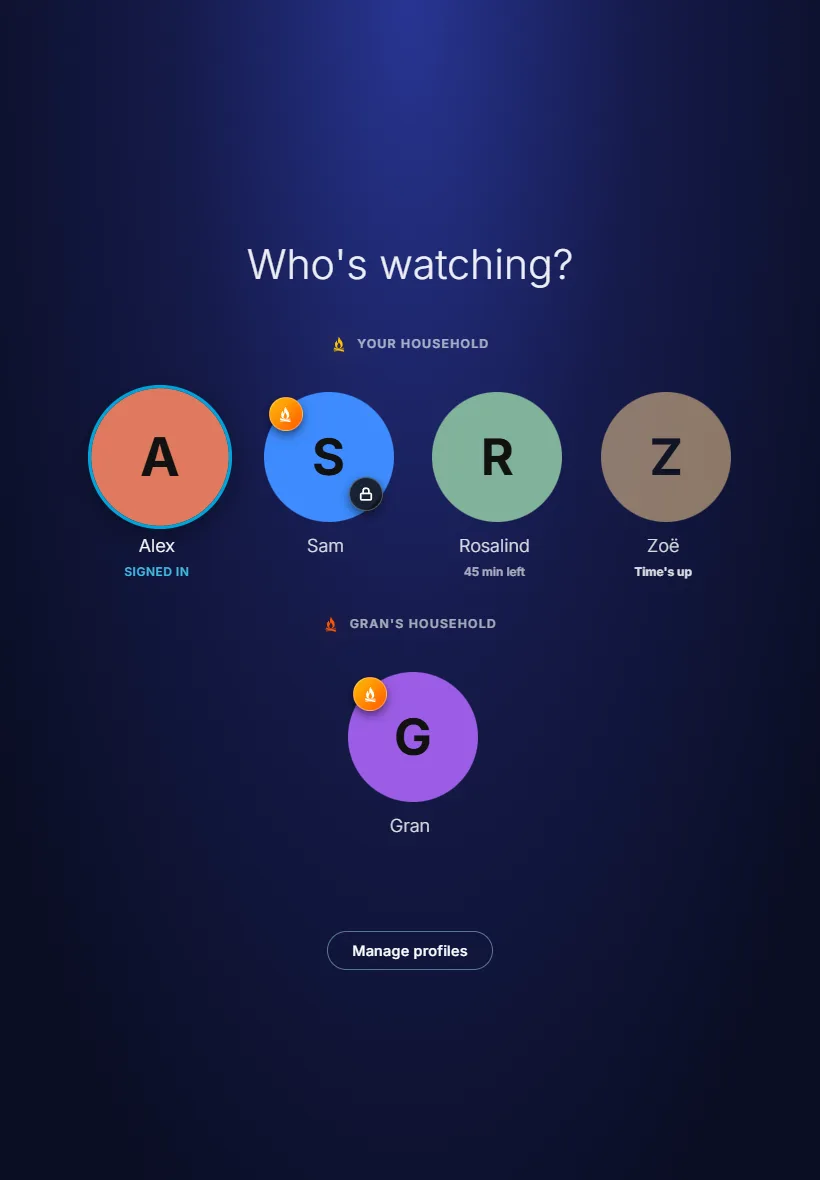 Who's watching?
YOUR HOUSEHOLD
A
S
R
Z
Alex
Sam
Rosalind
Zoë
SIGNED IN
45 min left
Time's up
GRAN'S HOUSEHOLD
G
Gran
Manage profiles